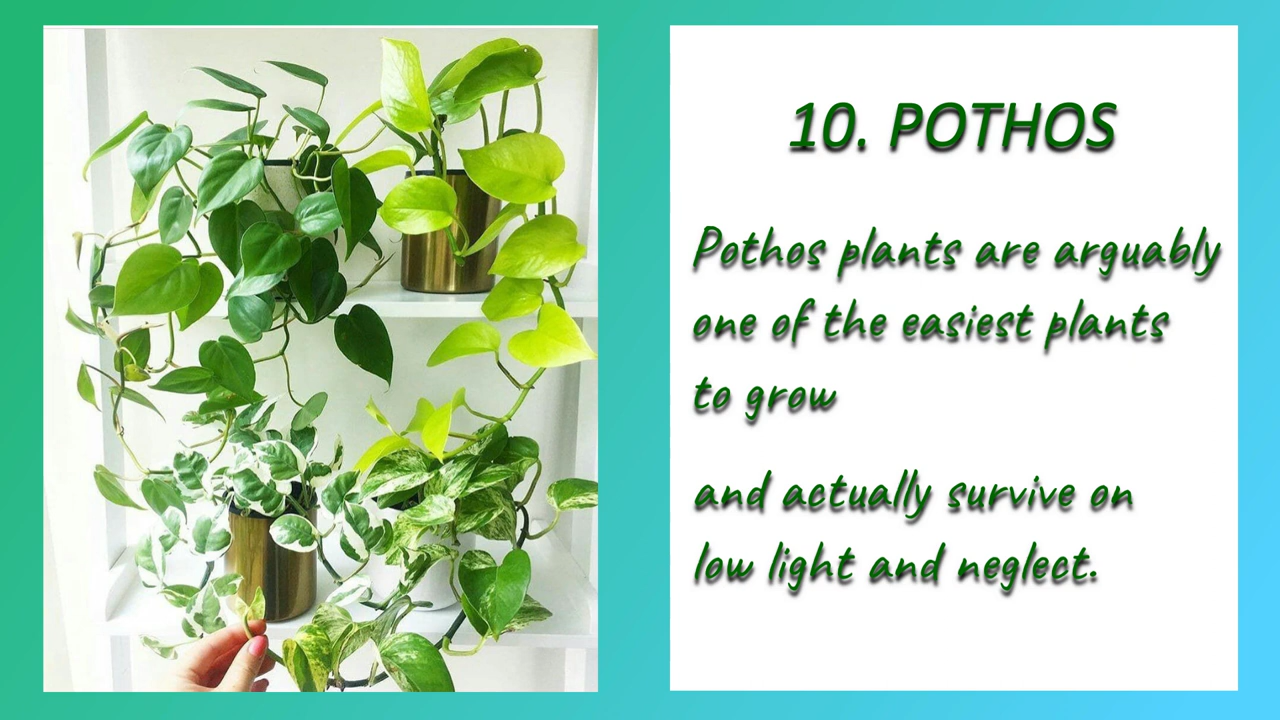 10. POTHOS
Pothos plants are arguably
one of the easiest plants
to grow
and actually survive on
low light and neglect.